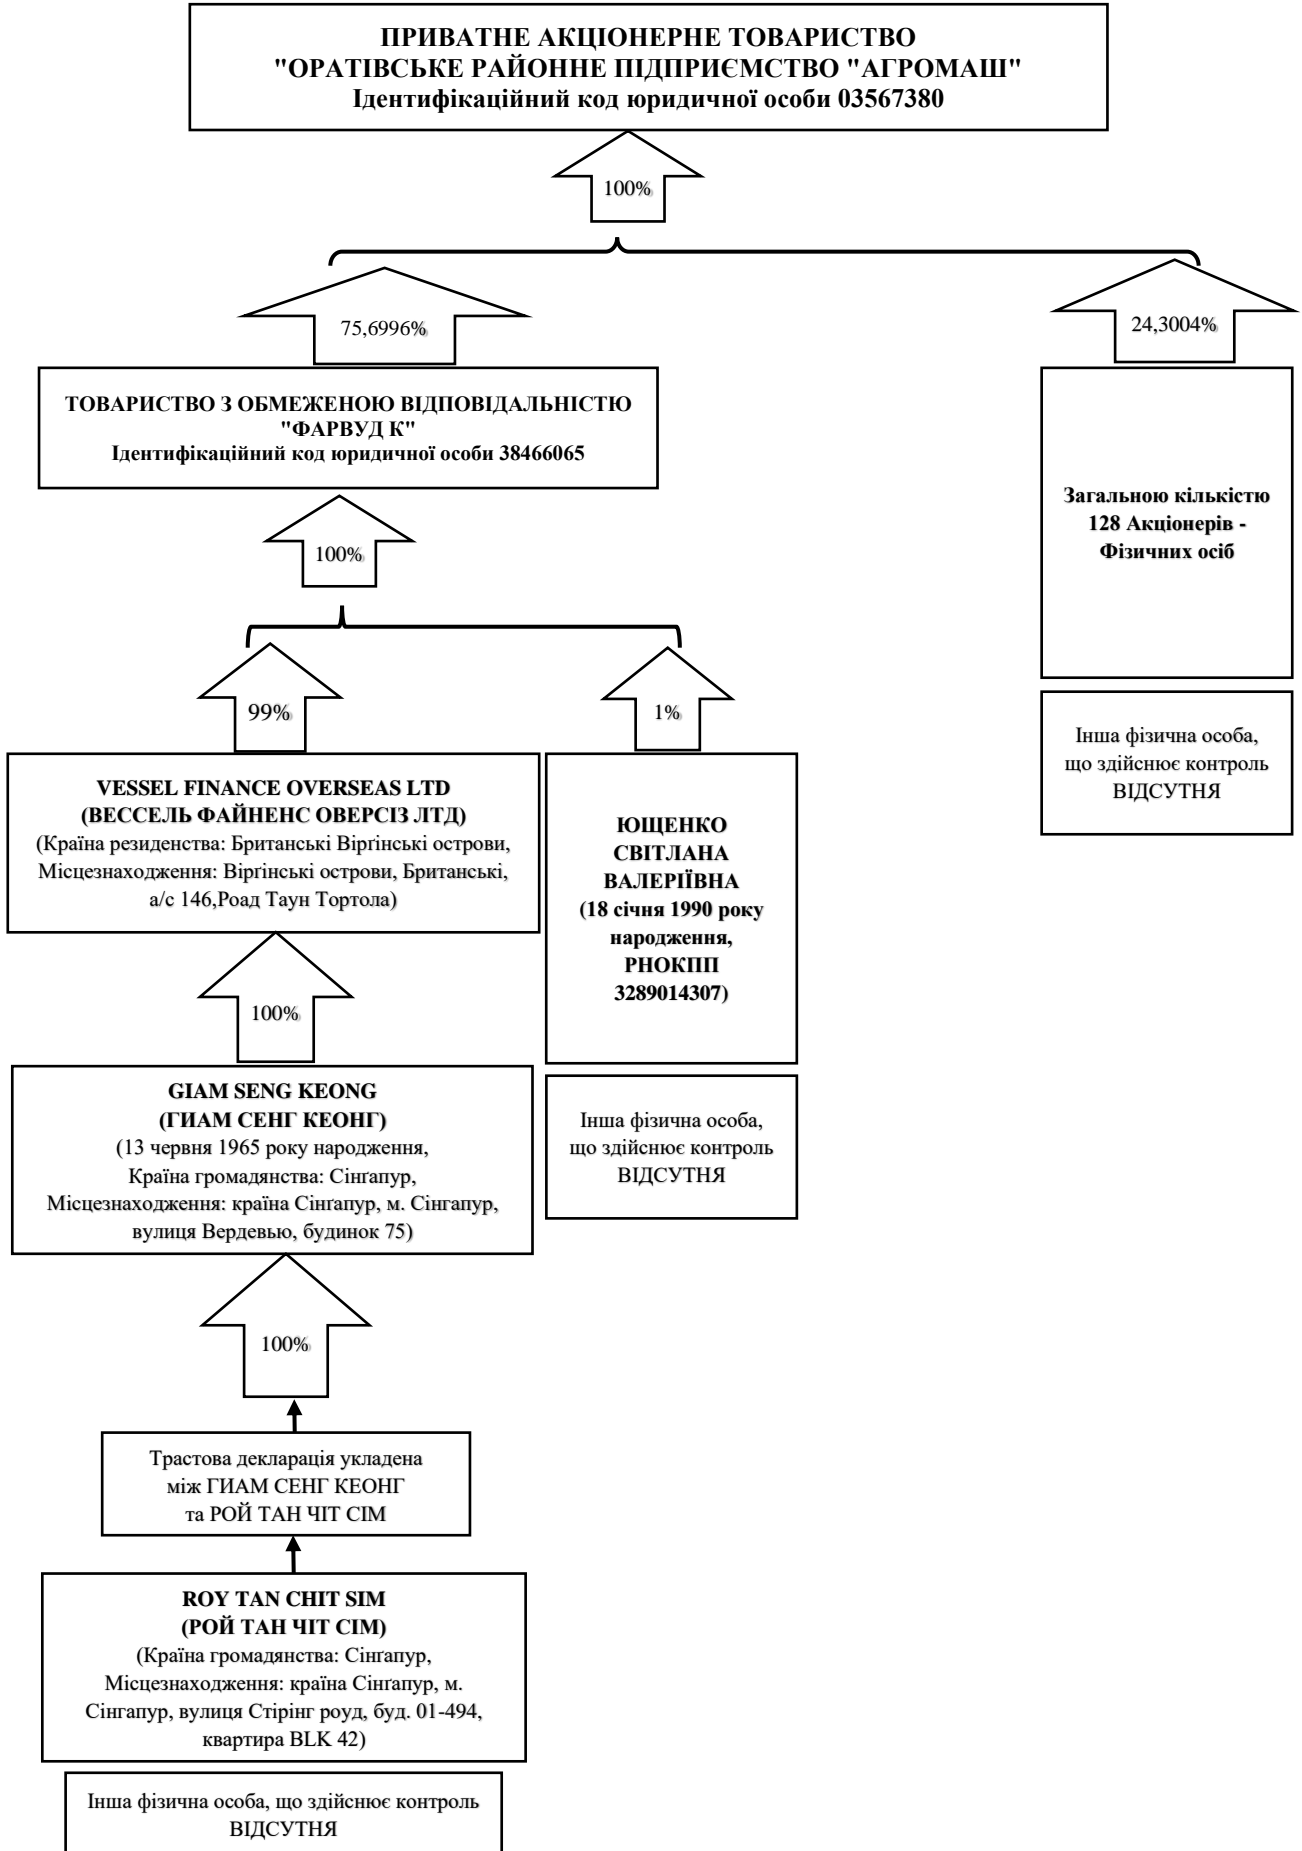 ПРИВАТНЕ АКЦІОНЕРНЕ ТОВАРИСТВО
"ОРАТІВСЬКЕ РАЙОННЕ ПІДПРИЄМСТВО "АГРОМАШ"
Ідентифікаційний код юридичної особи 03567380
100%
75,6996%
24,3004%
ТОВАРИСТВО З ОБМЕЖЕНОЮ ВІДПОВІДАЛЬНІСТЮ
"ФАРВУД К"
Ідентифікаційний код юридичної особи 38466065
Загальною кількістю
128 Акціонерів -
Фізичних осіб
Інша фізична особа,
що здійснює контроль
ВІДСУТНЯ
100%
99%
1%
VESSEL FINANCE OVERSEAS LTD
(ВЕССЕЛЬ ФАЙНЕНС ОВЕРСІЗ ЛТД)
(Країна резиденства: Британські Віргінські острови,
Місцезнаходження: Віргінські острови, Британські,
а/с 146,Роад Таун Тортола)
ЮЩЕНКО
СВІТЛАНА
ВАЛЕРІЇВНА
(18 січня 1990 року
народження,
РНОКПП
3289014307)
Інша фізична особа,
що здійснює контроль
ВІДСУТНЯ
100%
GIAM SENG KEONG
(ГИАМ СЕНГ КЕОНГ)
(13 червня 1965 року народження,
Країна громадянства: Сінґапур,
Місцезнаходження: країна Сінґапур, м. Сінгапур,
вулиця Вердевью, будинок 75)
100%
Трастова декларація укладена
між ГИАМ СЕНГ КЕОНГ
та РОЙ ТАН ЧІТ СІМ
ROY TAN CHIT SIM
(РОЙ ТАН ЧІТ СІМ)
(Країна громадянства: Сінґапур,
Місцезнаходження: країна Сінґапур, м.
Сінгапур, вулиця Стірінг роуд, буд. 01-494,
квартира BLK 42)
Інша фізична особа, що здійснює контроль
ВІДСУТНЯ